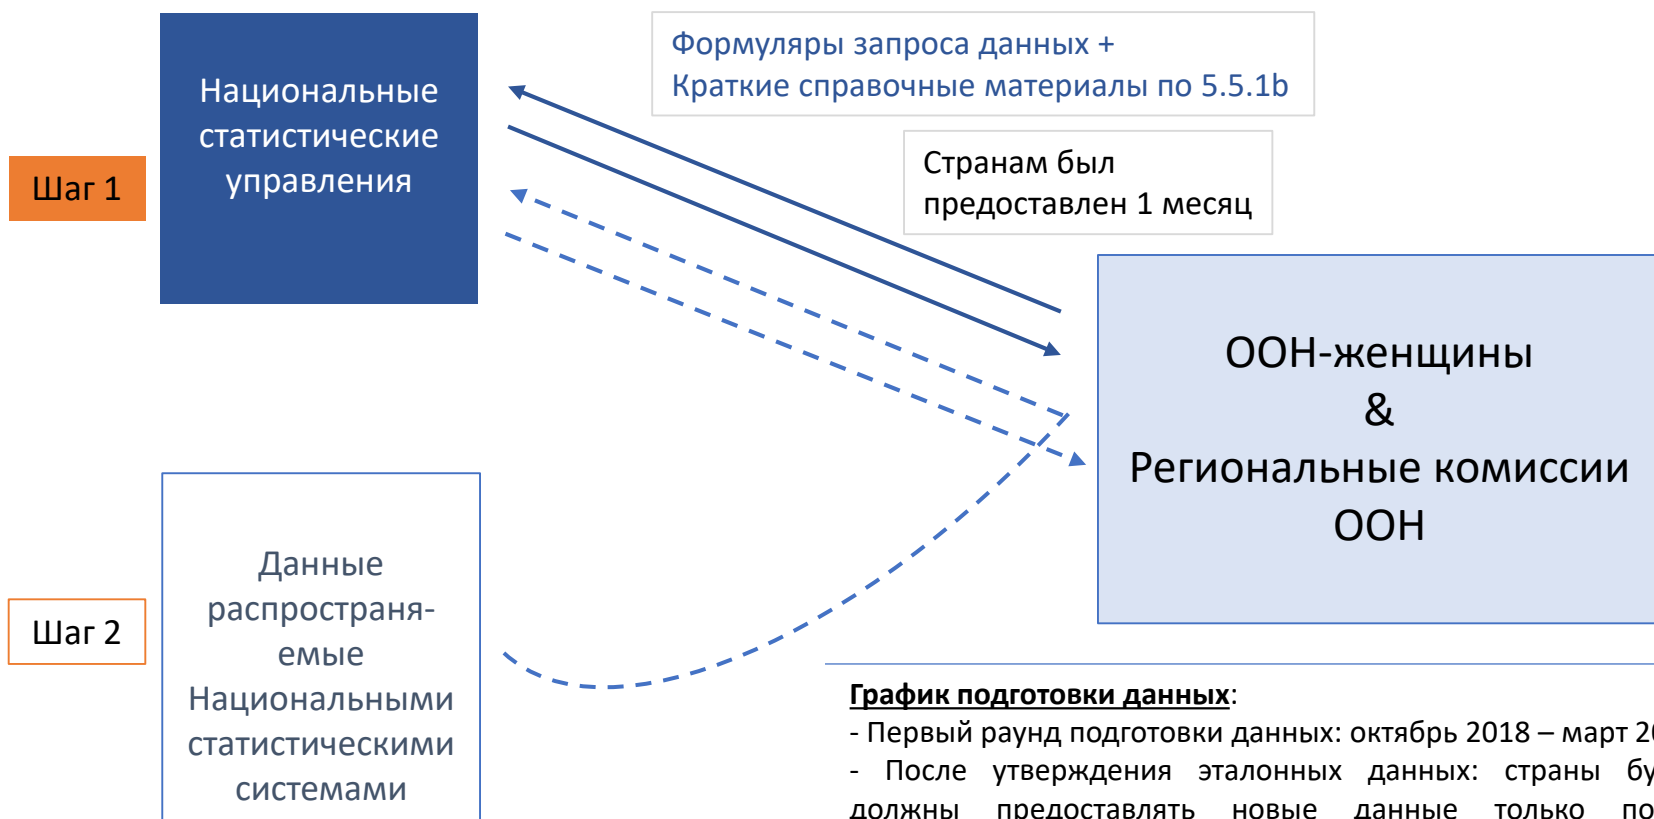 Формуляры запроса данных +
Краткие справочные материалы по 5.5.1b
Национальные
статистические
управления
Странам был
предоставлен 1 месяц
Шаг 1
ООН-женщины
&
Региональные комиссии
ООН
Шаг 2
Данные
распространя-
емые
Национальными
статистическими
системами
График подготовки данных:
- Первый раунд подготовки данных: октябрь 2018 – март
- После утверждения эталонных данных: страны
должны предоставлять новые данные только